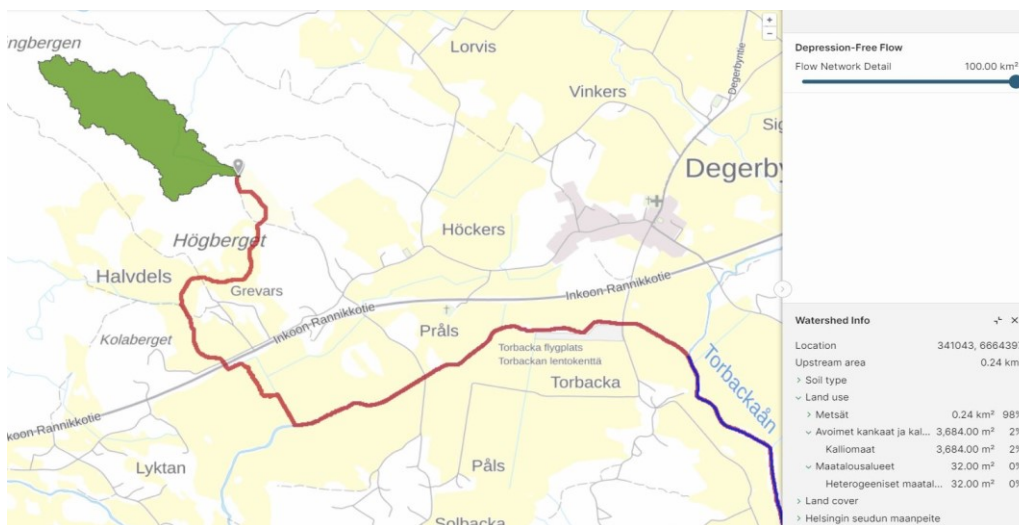 ngbergen
Lorvis
Vinkers
Degerbyntie
Sig
Degerby
Höckers
Högberget
Halvdels
Grevars
Inkoon Rannikkotie
Inkoon-Rannikkotie
Kolaberget
Pråls
Torbacka flygplats
Torbackan lentokenttä
Torbacka
Torbackaån
nkoon-Rannikkotie
Lyktan
Påls
Solbacka
+
−
Depression-Free Flow
Flow Network Detail 100.00 km²
Watershed Info
Location 341043, 6664397
Upstream area 0.24 km
> Soil type
Land use
> Metsät 0.24 km² 98%
Avoimet kankaat ja kal... 3,684.00 m² 2%
Kalliomaat 3,684.00 m² 2%
Maatalousalueet 32.00 m² 0%
Heterogeeniset maatal... 32.00 m² 0%
> Land cover
> Helsingin seudun maanpeite